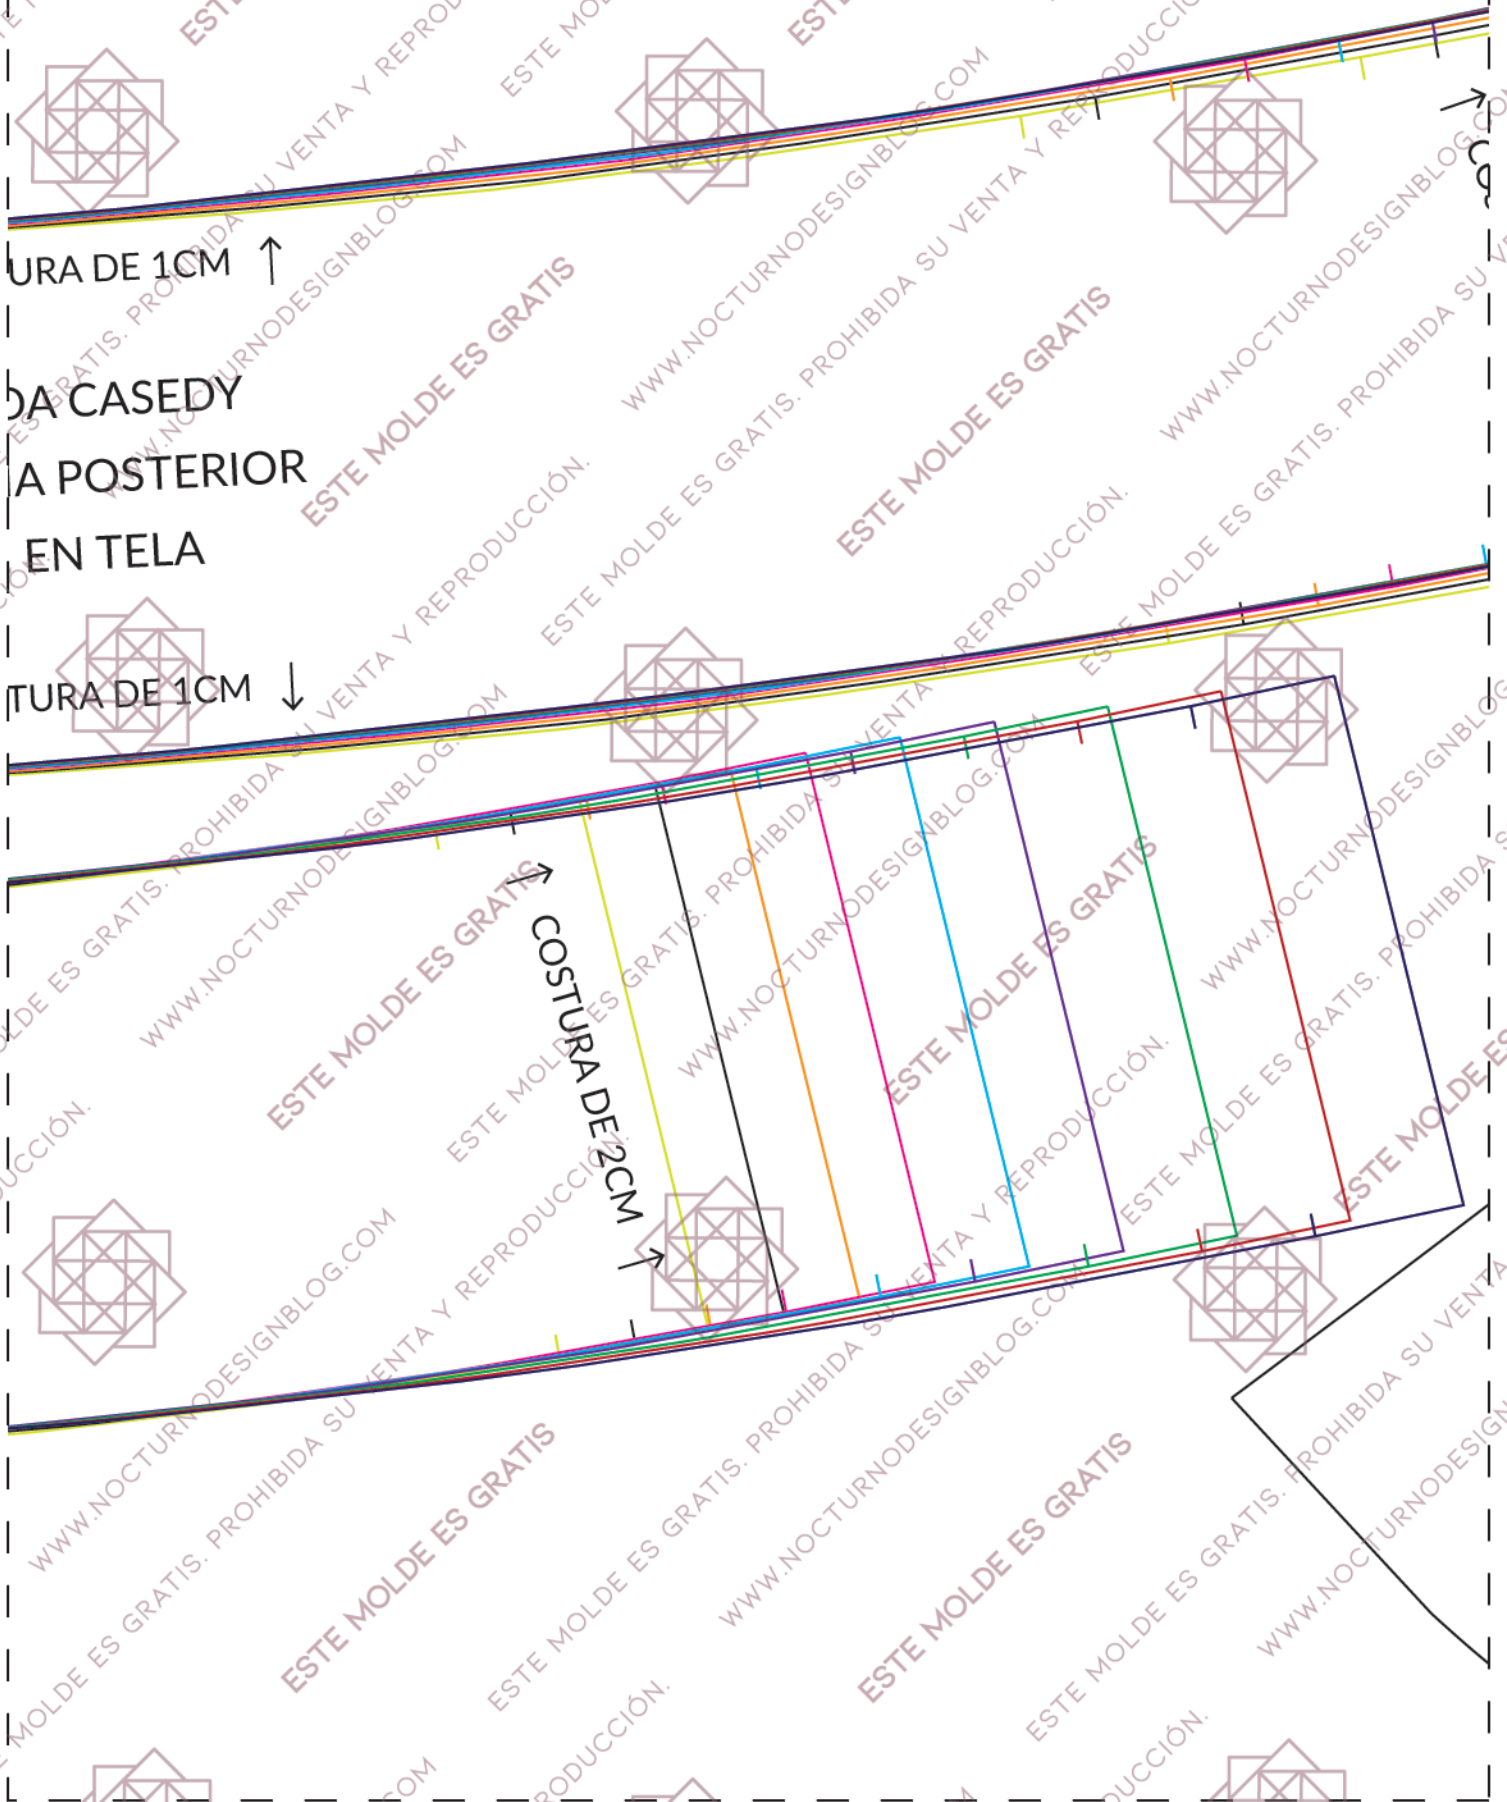 URA DE 1CM ↑
DA CASEDY
A POSTERIOR
EN TELA
TURA DE 1CM ↓
→ COSTURA DE 2CM →
ESTE MOLDE ES GRATIS
ESTE MOLDE ES GRATIS. PROHIBIDA SU VENTA Y REPRODUCCIÓN.
WWW.NOCTURNODESIGNBLOG.COM